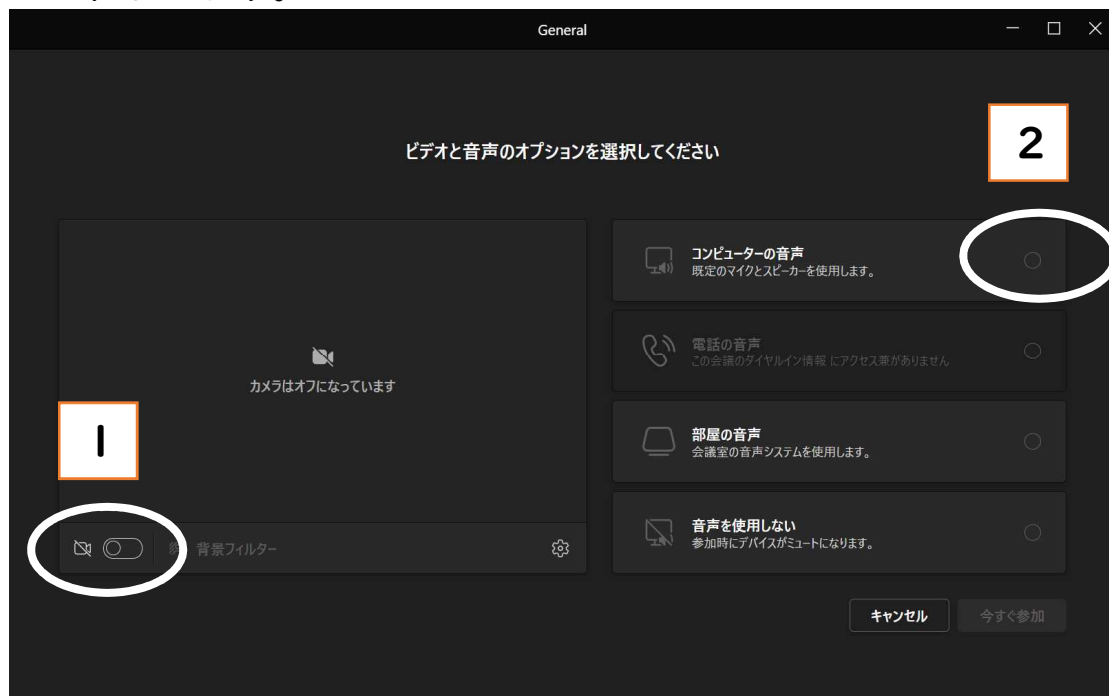 General
ビデオと音声のオプションを選択してください
2
コンピューターの音声
既定のマイクとスピーカーを使用します。
電話の音声
この会議のダイヤルイン情報 にアクセス兼がありません
カメラはオフになっています
1
部屋の音声
会議室の音声システムを使用します。
背景フィルター
音声を使用しない
参加時にデバイスがミュートになります。
キャンセル
今すぐ参加